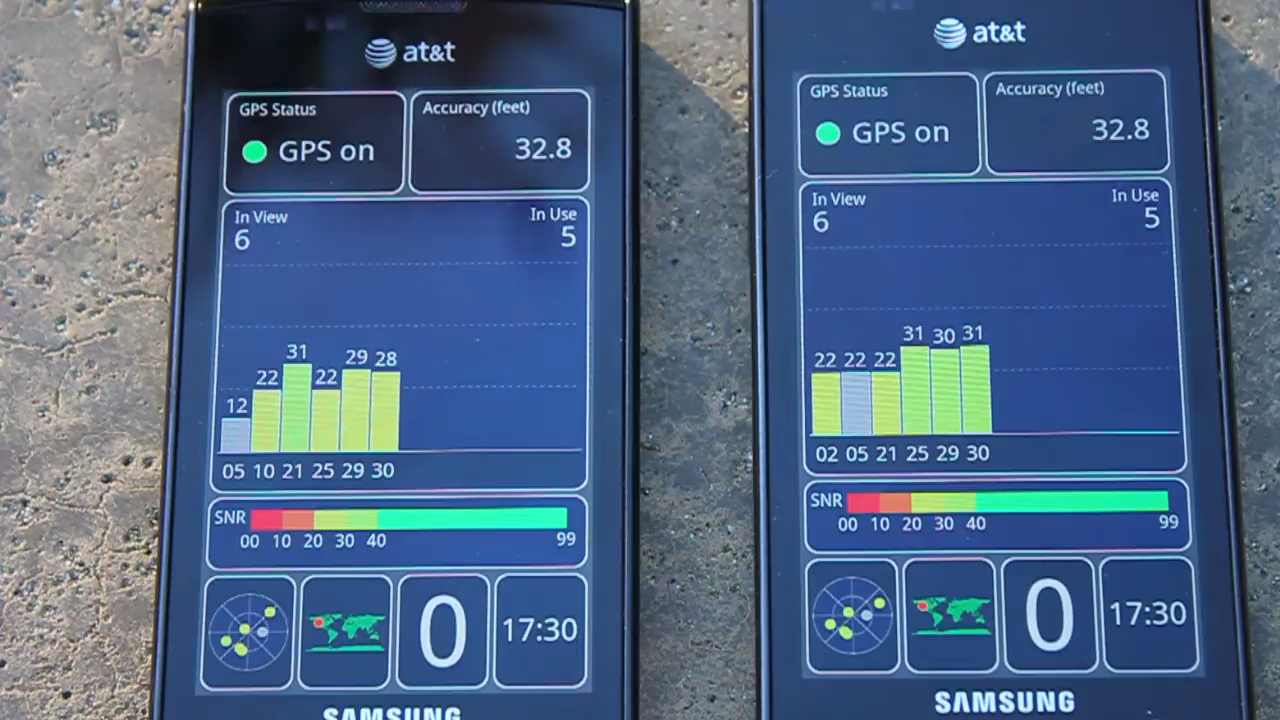 at&t
GPS Status
Accuracy (feet)
GPS on
32.8
In View
In Use
6
5
31
29 28
22
22
12
05 10 21 25 29 30
SNR
00 10 20 30 40 99
0
17:30
SAMSUNG
at&t
GPS Status
Accuracy (feet)
GPS on
32.8
In View
In Use
6
5
22 22 22 31 30 31
02 05 21 25 29 30
SNR
00 10 20 30 40 99
0
17:30
SAMSUNG